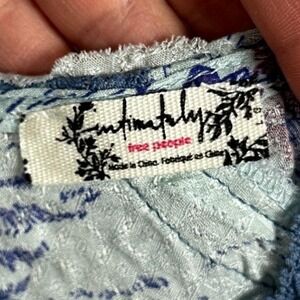 intimately
free people
Made in China. Fabriqué en Chine